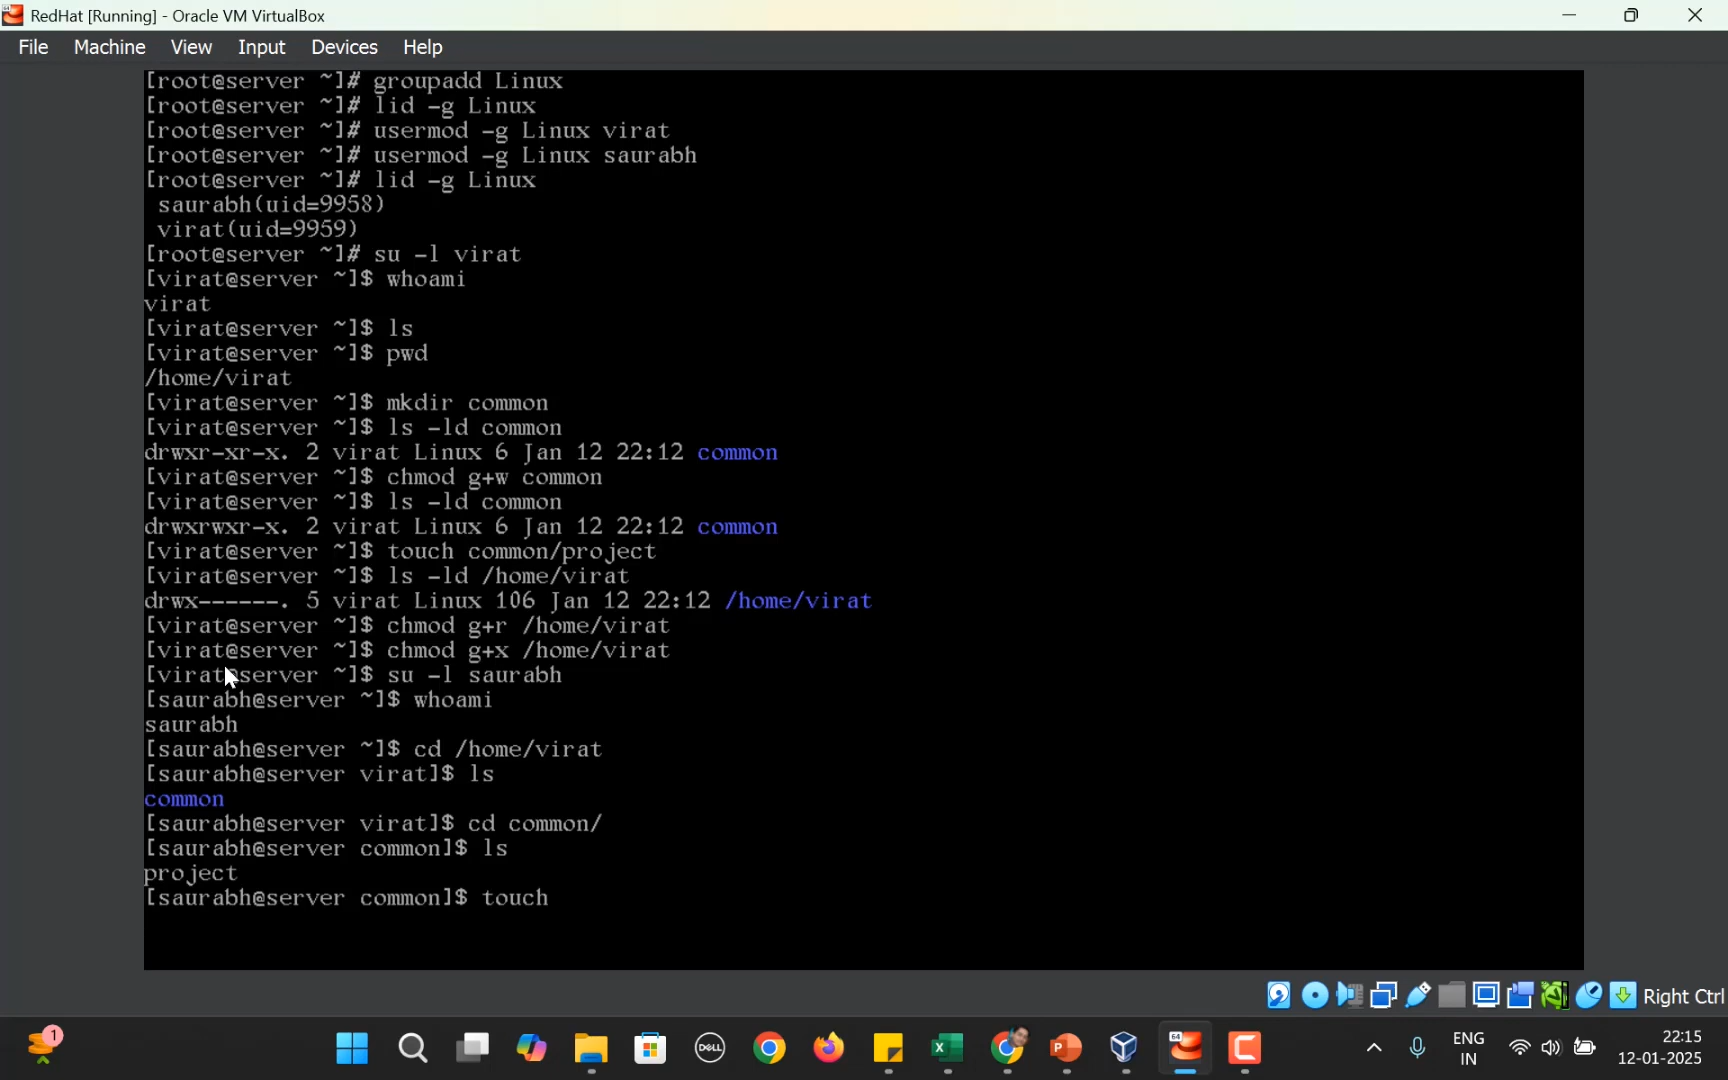 RedHat [Running] - Oracle VM VirtualBox
File Machine View Input Devices Help
[root@server ~]# groupadd Linux
[root@server ~]# lid -g Linux
[root@server ~]# usermod -g Linux virat
[root@server ~]# usermod -g Linux saurabh
[root@server ~]# lid -g Linux
saurabh(uid=9958)
virat(uid=9959)
[root@server ~]# su -l virat
[virat@server ~]$ whoami
virat
[virat@server ~]$ ls
[virat@server ~]$ pwd
/home/virat
[virat@server ~]$ mkdir common
[virat@server ~]$ ls -ld common
drwxr-xr-x. 2 virat Linux 6 Jan 12 22:12 common
[virat@server ~]$ chmod g+w common
[virat@server ~]$ ls -ld common
drwxrwxr-x. 2 virat Linux 6 Jan 12 22:12 common
[virat@server ~]$ touch common/project
[virat@server ~]$ ls -ld /home/virat
drwx------. 5 virat Linux 106 Jan 12 22:12 /home/virat
[virat@server ~]$ chmod g+r /home/virat
[virat@server ~]$ chmod g+x /home/virat
[virat@server ~]$ su -l saurabh
[saurabh@server ~]$ whoami
saurabh
[saurabh@server ~]$ cd /home/virat
[saurabh@server virat]$ ls
common
[saurabh@server virat]$ cd common/
[saurabh@server common]$ ls
project
[saurabh@server common]$ touch
Right Ctrl
1
DELL
64
ENG
IN
22:15
12-01-2025